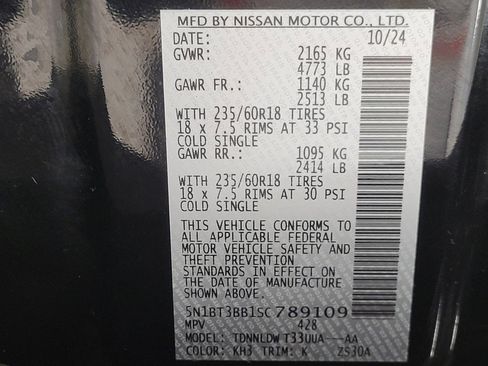 MFD BY NISSAN MOTOR CO., LTD.
DATE: 10/24
GVWR: 2165 KG
4773 LB
GAWR FR.: 1140 KG
2513 LB
WITH 235/60R18 TIRES
18 x 7.5 RIMS AT 33 PSI
COLD SINGLE
GAWR RR.: 1095 KG
2414 LB
WITH 235/60R18 TIRES
18 x 7.5 RIMS AT 30 PSI
COLD SINGLE
THIS VEHICLE CONFORMS TO
ALL APPLICABLE FEDERAL
MOTOR VEHICLE SAFETY AND
THEFT PREVENTION
STANDARDS IN EFFECT ON
THE DATE OF MANUFACTURE
SHOWN ABOVE.
5N1BT3BB1SC789109
MPV 428
MODEL: TDNNLDW T33UUA---AA
COLOR: KH3 TRIM: K ZS30A